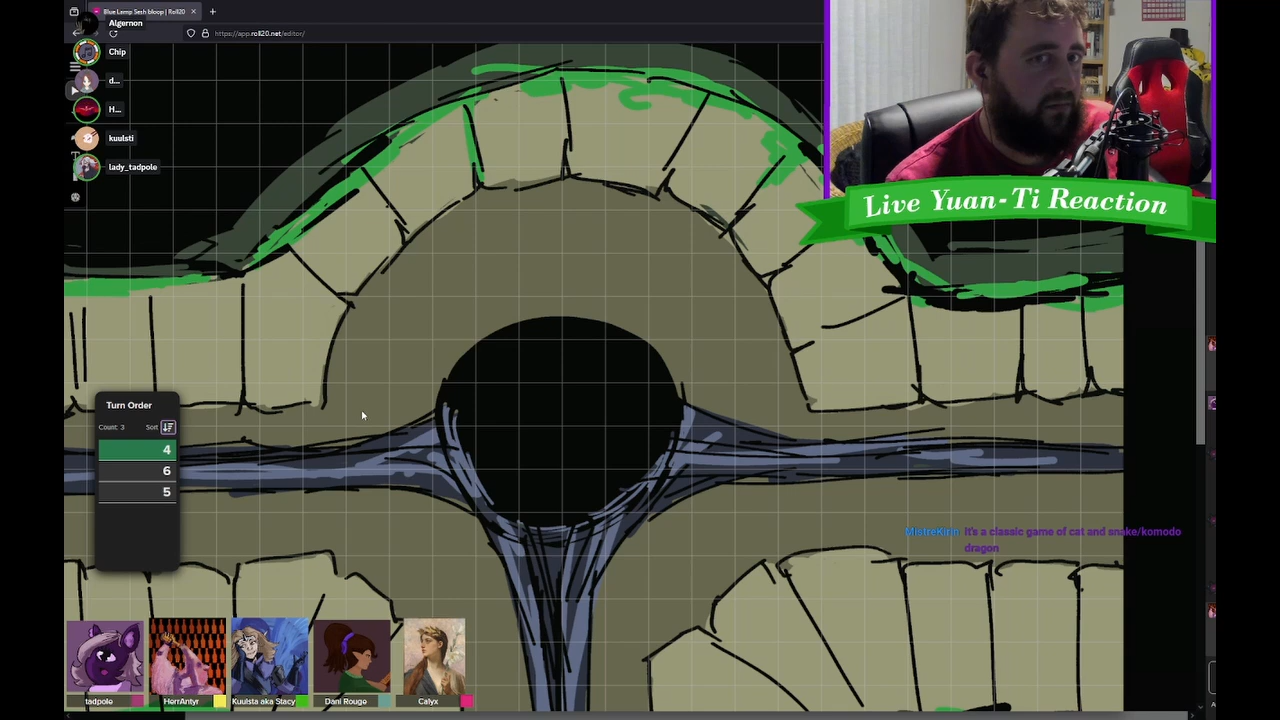 Blue Lemp Sesh bloop | Roll20
Algernon
https://app.roll20.net/editor/
Chip
d...
H...
kuulsti
lady_tadpole
Live Yuan-Ti Reaction
Turn Order
Count: 3 Sort
4
6
5
MistreKirin It's a classic game of cat and snake/komodo
dragon
tadpole
HerrAntyr
Kuulsta aka Stacy
Dani Rouge
Calyx